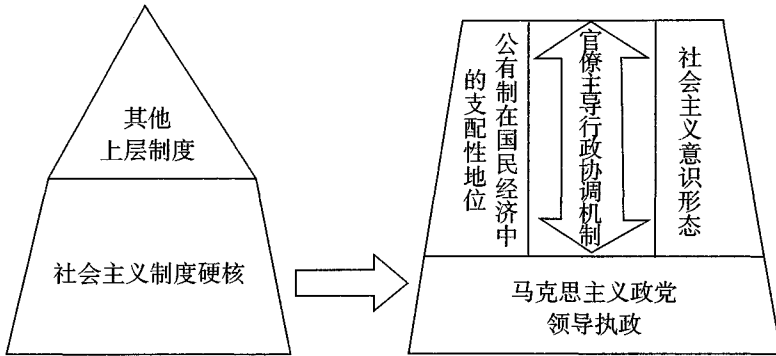 其他
上层制度
社会主义制度硬核
公有制在国民经济中
的支配性地位
官僚主导行政协调机制
社会主义意识形态
马克思主义政党
领导执政